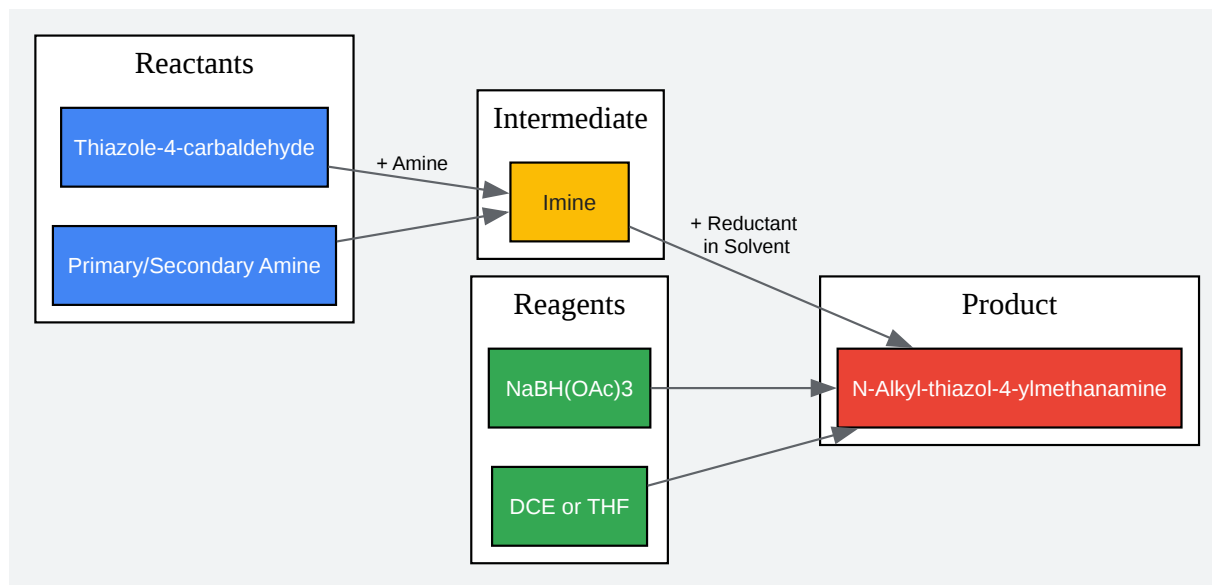 Reactants
Thiazole-4-carbaldehyde
Primary/Secondary Amine
+ Amine
Intermediate
Imine
+ Reductant
in Solvent
Reagents
NaBH(OAc)3
DCE or THF
Product
N-Alkyl-thiazol-4-ylmethanamine